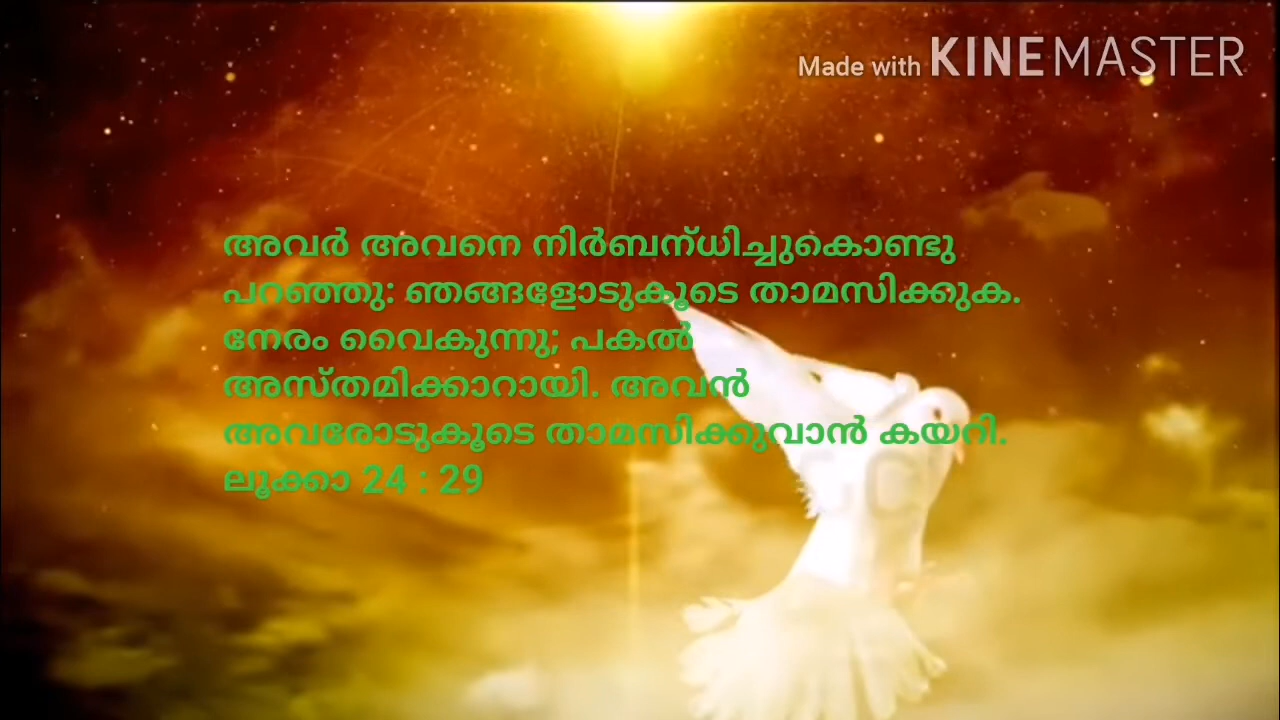 Made with KINEMASTER
അവർ അവനെ നിർബന്ധിച്ചുകൊണ്ടു
പറഞ്ഞു: ഞങ്ങളോടുകൂടെ താമസിക്കുക.
നേരം വൈകുന്നു; പകൽ
അസ്തമിക്കാറായി. അവൻ
അവരോടുകൂടെ താമസിക്കുവാൻ കയറി.
ലൂക്കാ 24 : 29